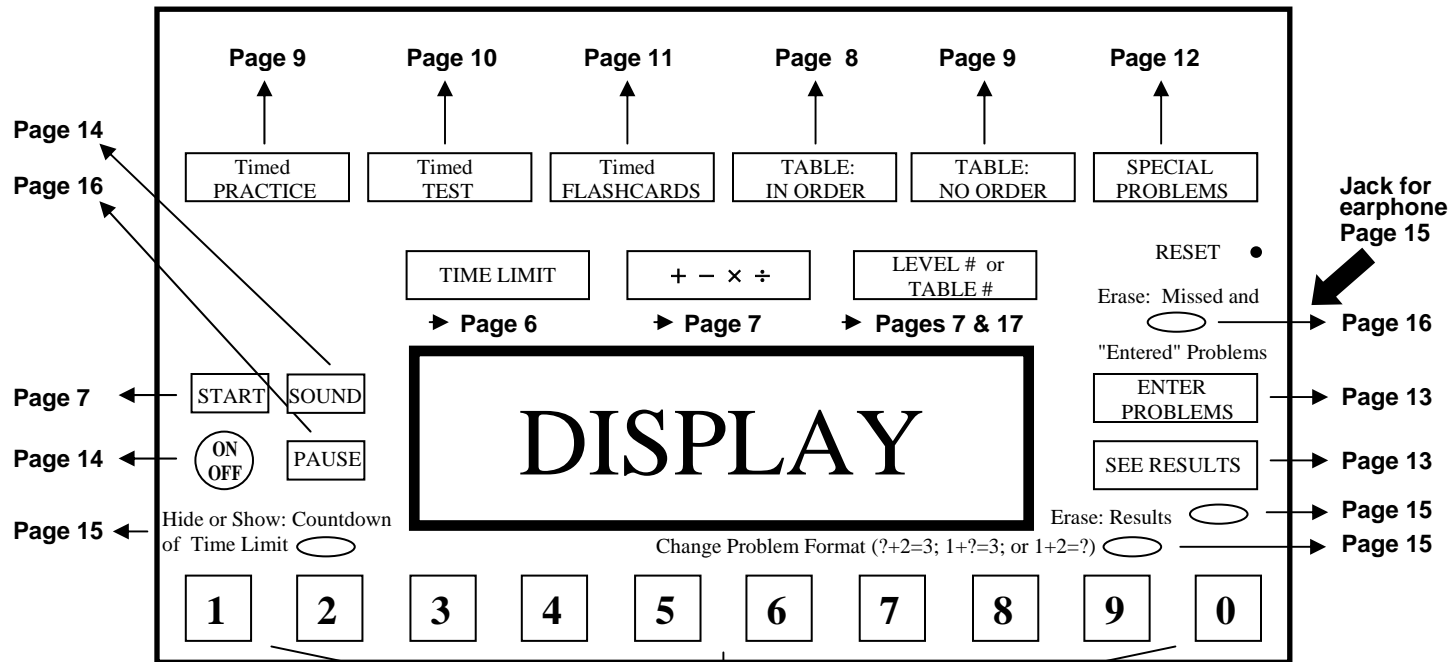 Page 9 Page 10 Page 11 Page 8 Page 9 Page 12
Page 14
Page 16
Timed
PRACTICE
Timed
TEST
Timed
FLASHCARDS
TABLE:
IN ORDER
TABLE:
NO ORDER
SPECIAL
PROBLEMS
Jack for
earphone
Page 15
RESET
TIME LIMIT
+ − × ÷
LEVEL # or
TABLE #
Erase: Missed and
"Entered" Problems
Page 6
Page 7
Pages 7 & 17
Page 16
Page 7
START
SOUND
ENTER
PROBLEMS
Page 13
Page 14
ON
OFF
PAUSE
DISPLAY
SEE RESULTS
Page 13
Page 15
Hide or Show: Countdown
of Time Limit
Erase: Results
Page 15
Change Problem Format (?+2=3; 1+?=3; or 1+2=?)
Page 15
1 2 3 4 5 6 7 8 9 0